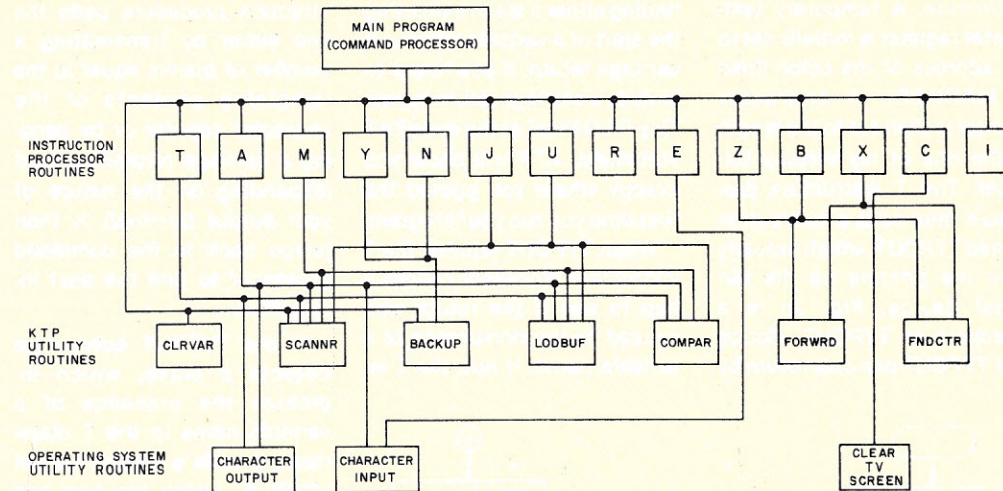 MAIN PROGRAM
(COMMAND PROCESSOR)
INSTRUCTION
PROCESSOR
ROUTINES
T A M Y N J U R E Z B X C I
KTP
UTILITY
ROUTINES
CLRVAR SCANNR BACKUP LODBUF COMPAR FORWRD FNDCTR
OPERATING SYSTEM
UTILITY ROUTINES
CHARACTER
OUTPUT
CHARACTER
INPUT
CLEAR
TV
SCREEN